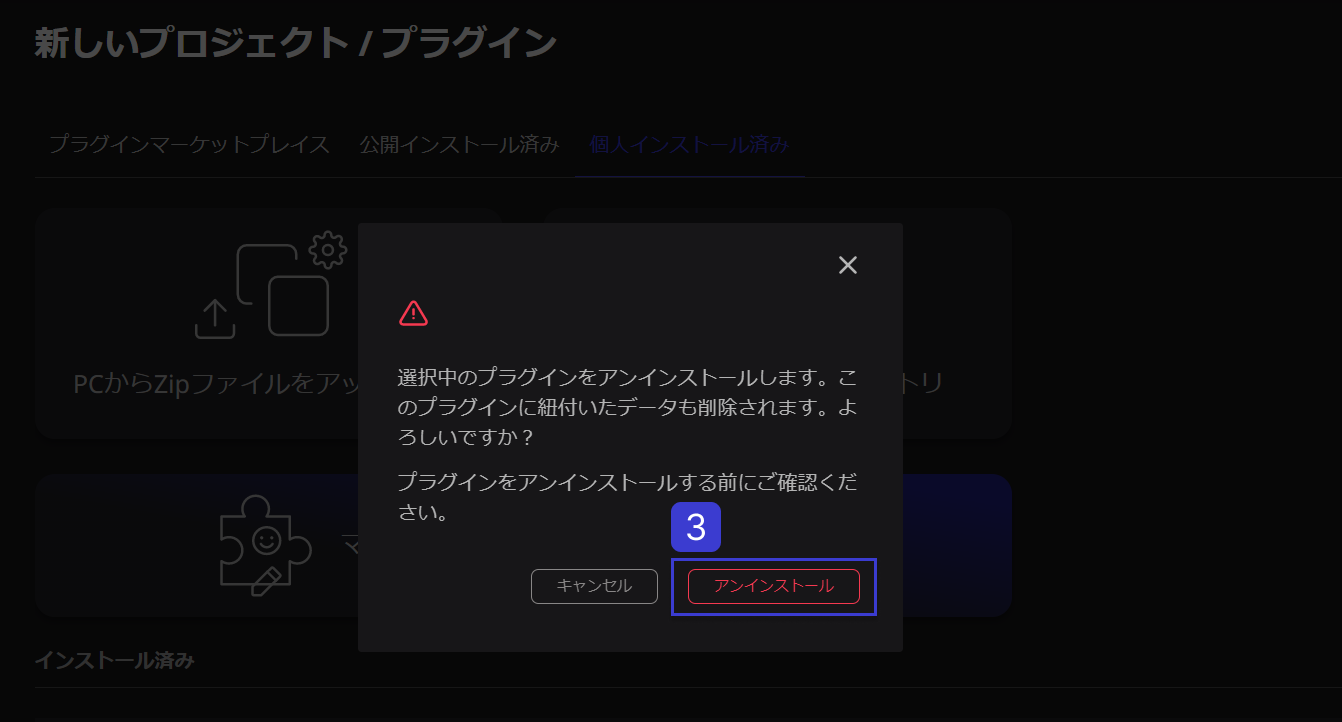 新しいプロジェクト / プラグイン
プラグインマーケットプレイス 公開インストール済み 個人インストール済み
PCからZipファイルをアッ
トリ
選択中のプラグインをアンインストールします。こ
のプラグインに紐付いたデータも削除されます。よ
ろしいですか？
プラグインをアンインストールする前にご確認くだ
さい。
3
マ
キャンセル アンインストール
インストール済み